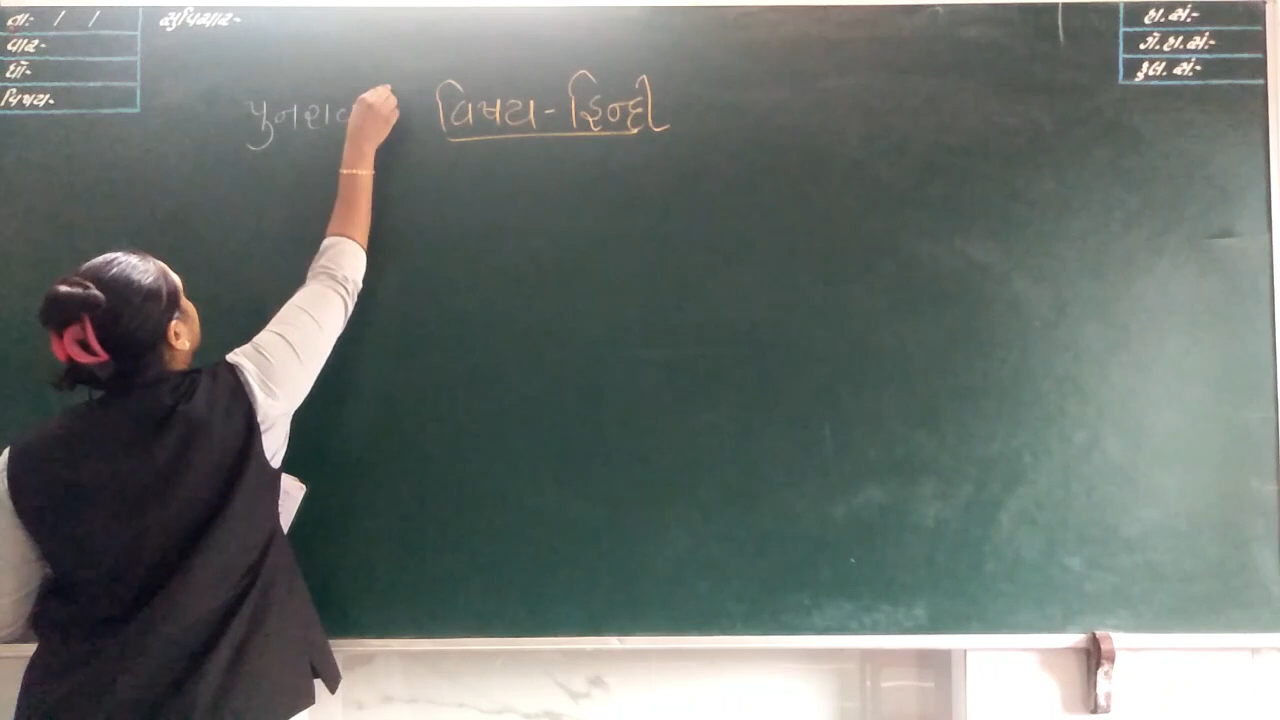 તા:- / /
સુવિચાર-
વાર-
ધો-
વિષય-
હા.સં:-
ગે.હા.સં:-
કુલ.સં:-
વિષય - હિન્દી